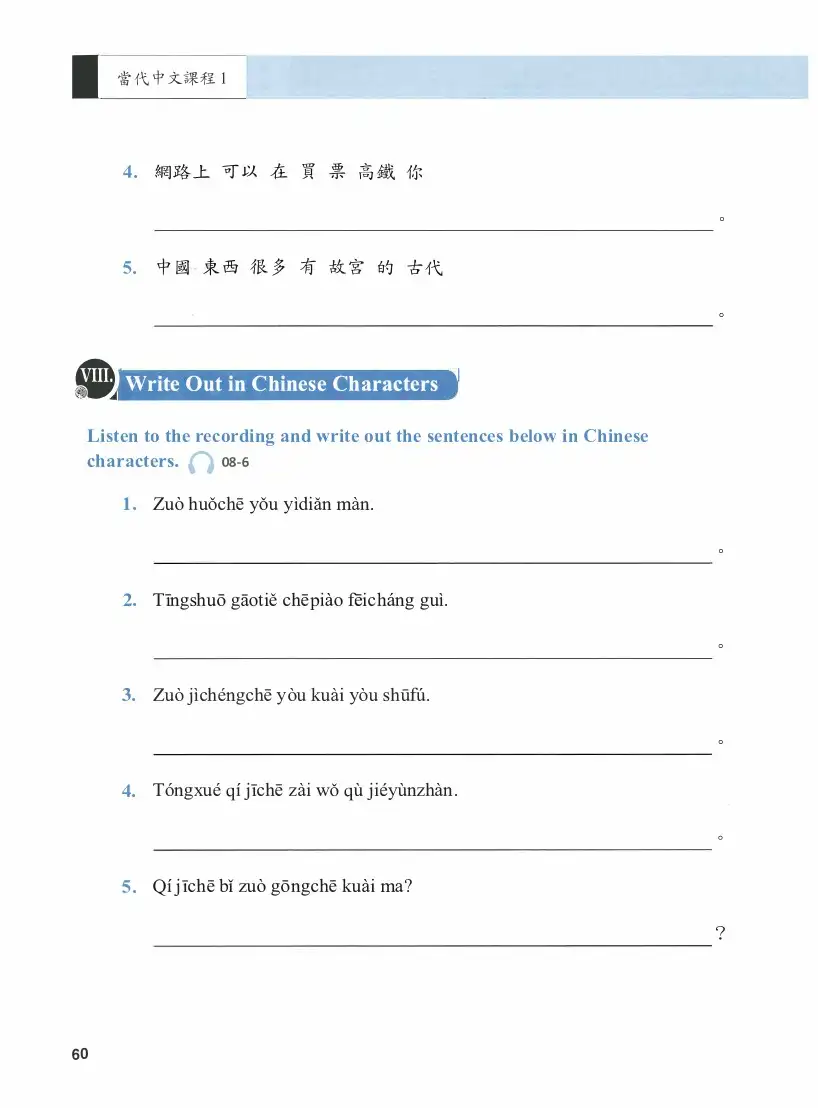 當代中文課程 1
4. 網路上 可以 在 買 票 高鐵 你
。
5. 中國 東西 很多 有 故宮 的 古代
。
VIII. Write Out in Chinese Characters
Listen to the recording and write out the sentences below in Chinese
characters. 08-6
1. Zuò huǒchē yǒu yìdiǎn màn.
。
2. Tīngshuō gāotiě chēpiào fēicháng guì.
。
3. Zuò jìchéngchē yòu kuài yòu shūfú.
。
4. Tóngxué qí jīchē zài wǒ qù jiéyùnzhàn.
。
5. Qí jīchē bǐ zuò gōngchē kuài ma?
?
60